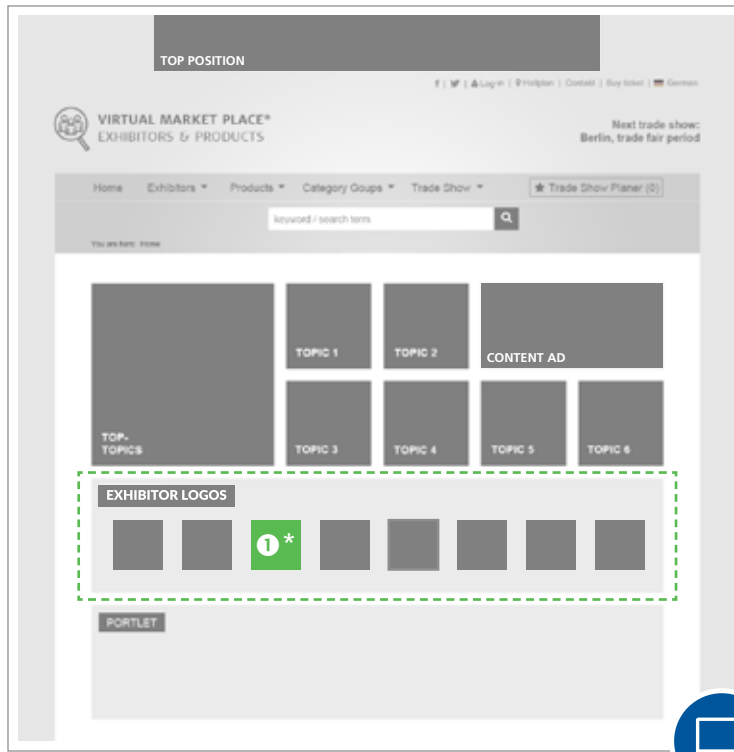 TOP POSITION
f | | Log-in | Hallplan | Contakt | Buy ticket | German
VIRTUAL MARKET PLACE®
EXHIBITORS & PRODUCTS
Next trade show:
Berlin, trade fair period
Home Exhibitors Products Category Goups Trade Show ★ Trade Show Planer (0)
keyword / search term
You are here: Home
TOPIC 1 TOPIC 2 CONTENT AD
TOP-
TOPICS
TOPIC 3 TOPIC 4 TOPIC 5 TOPIC 6
EXHIBITOR LOGOS
1 *
PORTLET